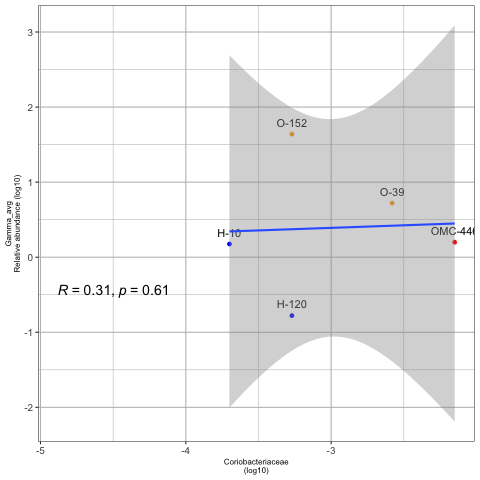 3
2
1
0
-1
-2
Gamma_avg
Relative abundance (log10)
O-152
O-39
H-10
OMC-446
H-120
R = 0.31, p = 0.61
-5
-4
-3
Coriobacteriaceae
(log10)